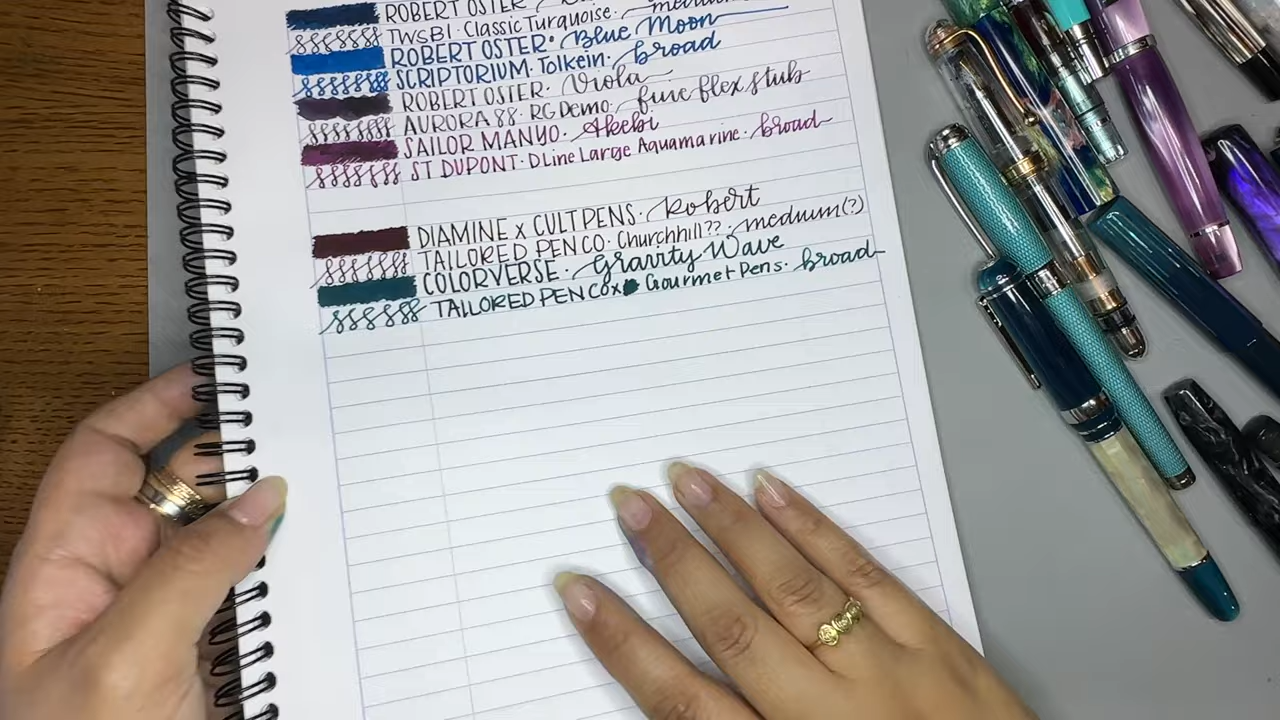 ROBERT OSTER
TWSBI · Classic Turquoise · medium
ROBERT OSTER · Blue Moon
SCRIPTORIUM · Tolkein · broad
ROBERT OSTER · Viola
AURORA 88 · RG Demo · fine flex stub
SAILOR MANYO · Akebi
ST DUPONT · D Line Large Aquamarine · broad
DIAMINE x CULTPENS · Robert
TAILORED PEN CO · Churchhill?? · medium(?)
COLORVERSE · Gravity Wave
TAILORED PEN CO x Gourmet Pens · broad